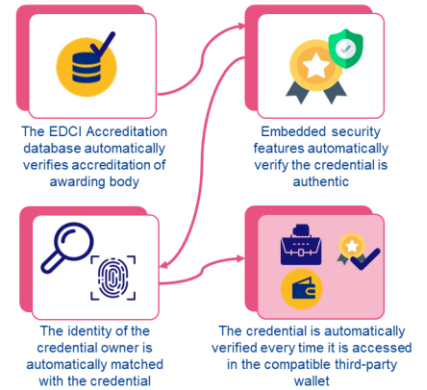 The EDCI Accreditation
database automatically
verifies accreditation of
awarding body
Embedded security
features automatically
verify the credential is
authentic
The identity of the
credential owner is
automatically matched
with the credential
The credential is automatically
verified every time it is accessed
in the compatible third-party
wallet